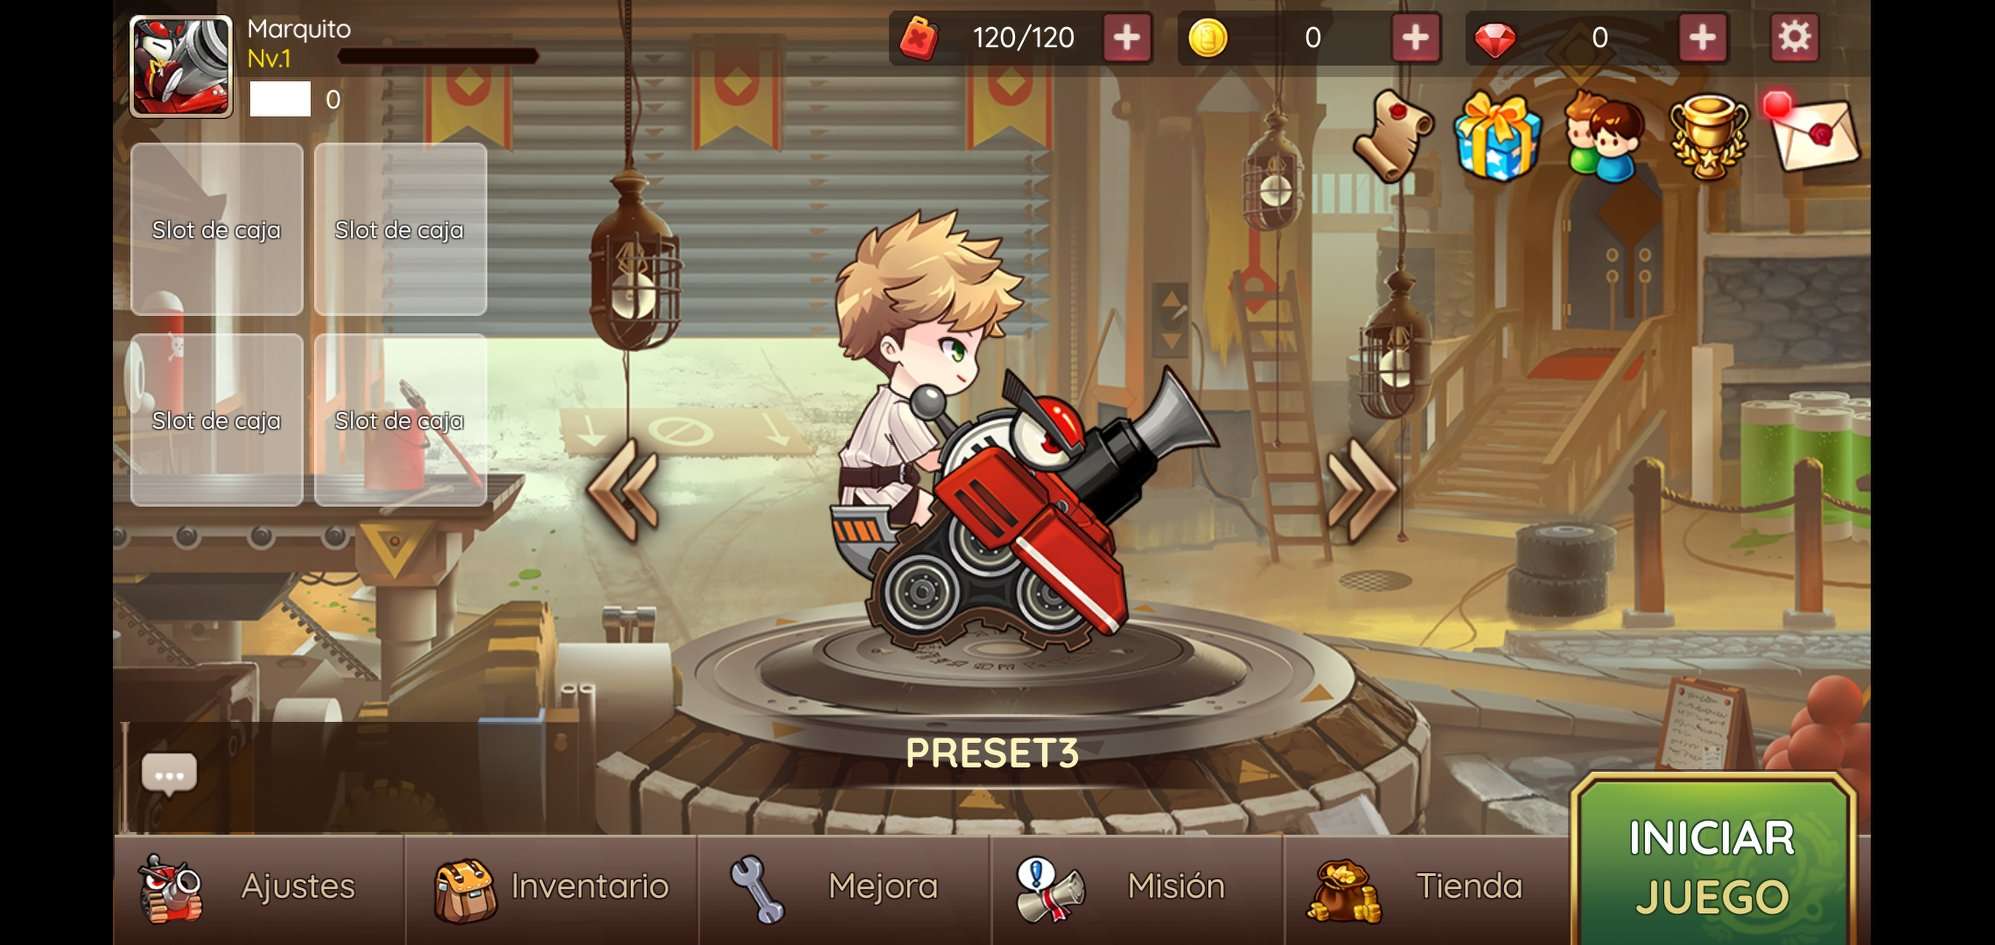 Marquito
Nv.1
0
120/120
0
0
Slot de caja
Slot de caja
Slot de caja
Slot de caja
PRESET3
Ajustes
Inventario
Mejora
Misión
Tienda
INICIAR
JUEGO